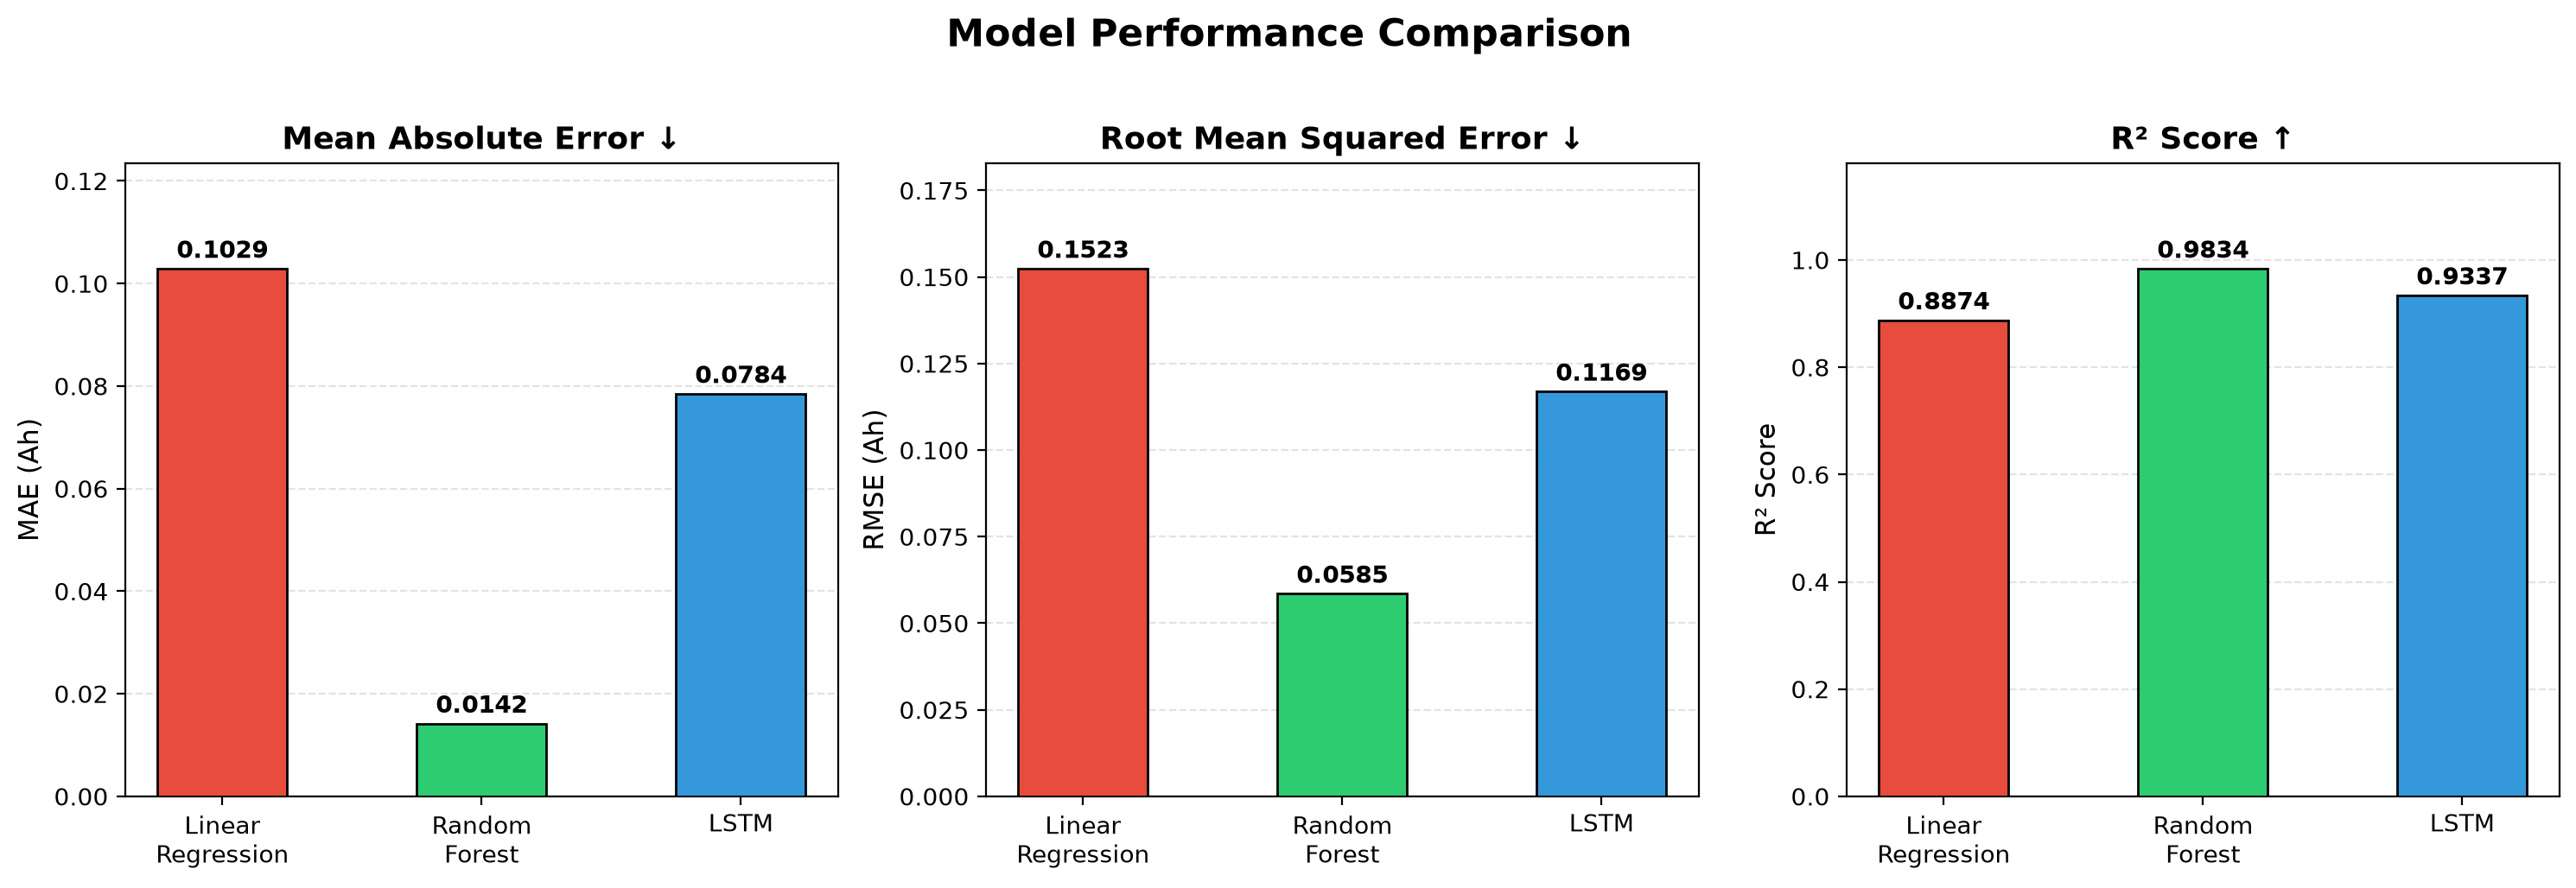 Model Performance Comparison
Mean Absolute Error ↓
MAE (Ah)
0.12
0.10
0.08
0.06
0.04
0.02
0.00
0.1029
0.0142
0.0784
Linear
Regression
Random
Forest
LSTM
Root Mean Squared Error ↓
RMSE (Ah)
0.175
0.150
0.125
0.100
0.075
0.050
0.025
0.000
0.1523
0.0585
0.1169
Linear
Regression
Random
Forest
LSTM
R² Score ↑
R² Score
1.0
0.8
0.6
0.4
0.2
0.0
0.8874
0.9834
0.9337
Linear
Regression
Random
Forest
LSTM